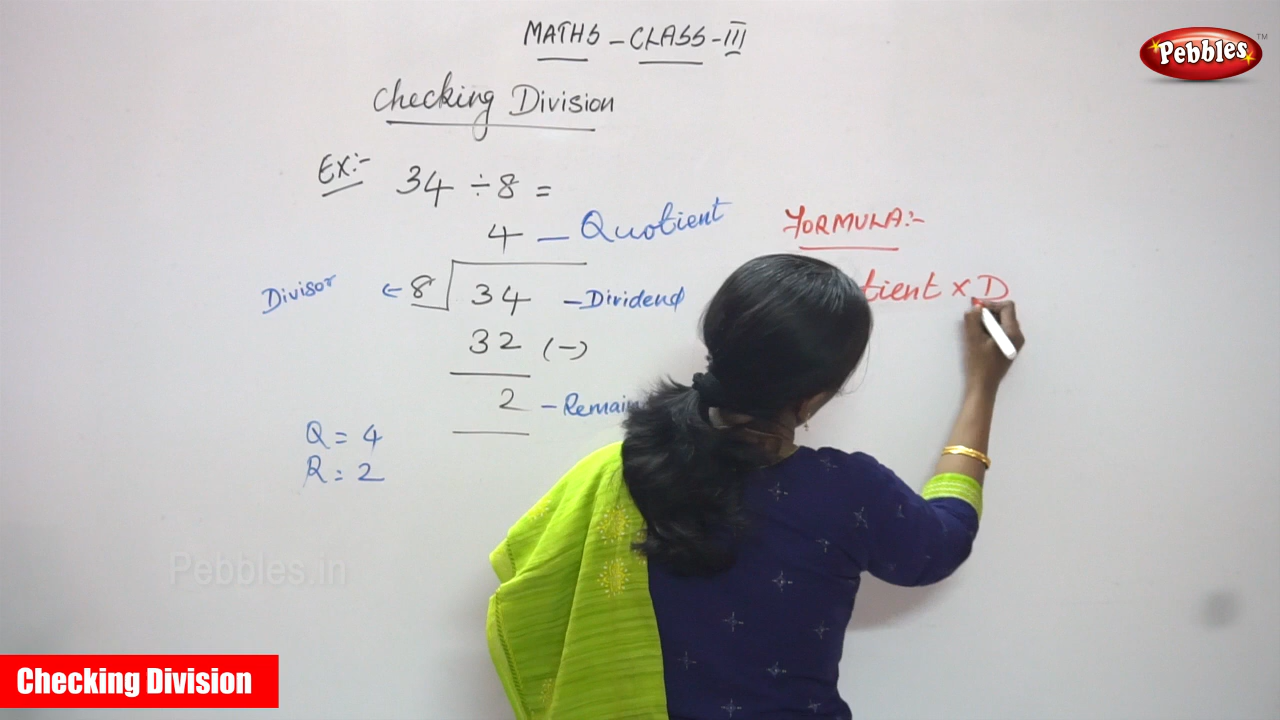 MATHS - CLASS - III
Pebbles TM
Checking Division
Ex:- 34 ÷ 8 =
4 - Quotient
FORMULA:-
Divisor ← 8 34 - Dividend
tient × D
32 (-)
2 - Remain
Q = 4
R = 2
Pebbles.in
Checking Division